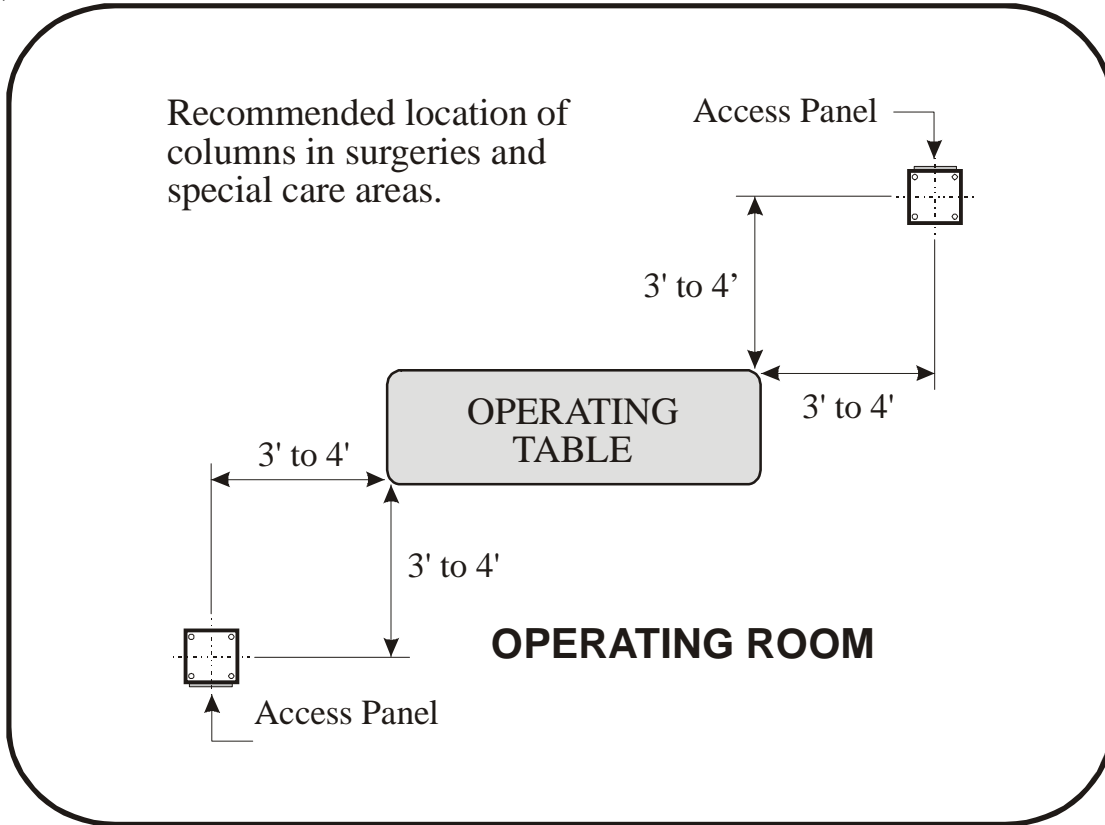 Recommended location of
columns in surgeries and
special care areas.
Access Panel
3' to 4’
3' to 4'
OPERATING
TABLE
3' to 4'
3' to 4'
OPERATING ROOM
Access Panel